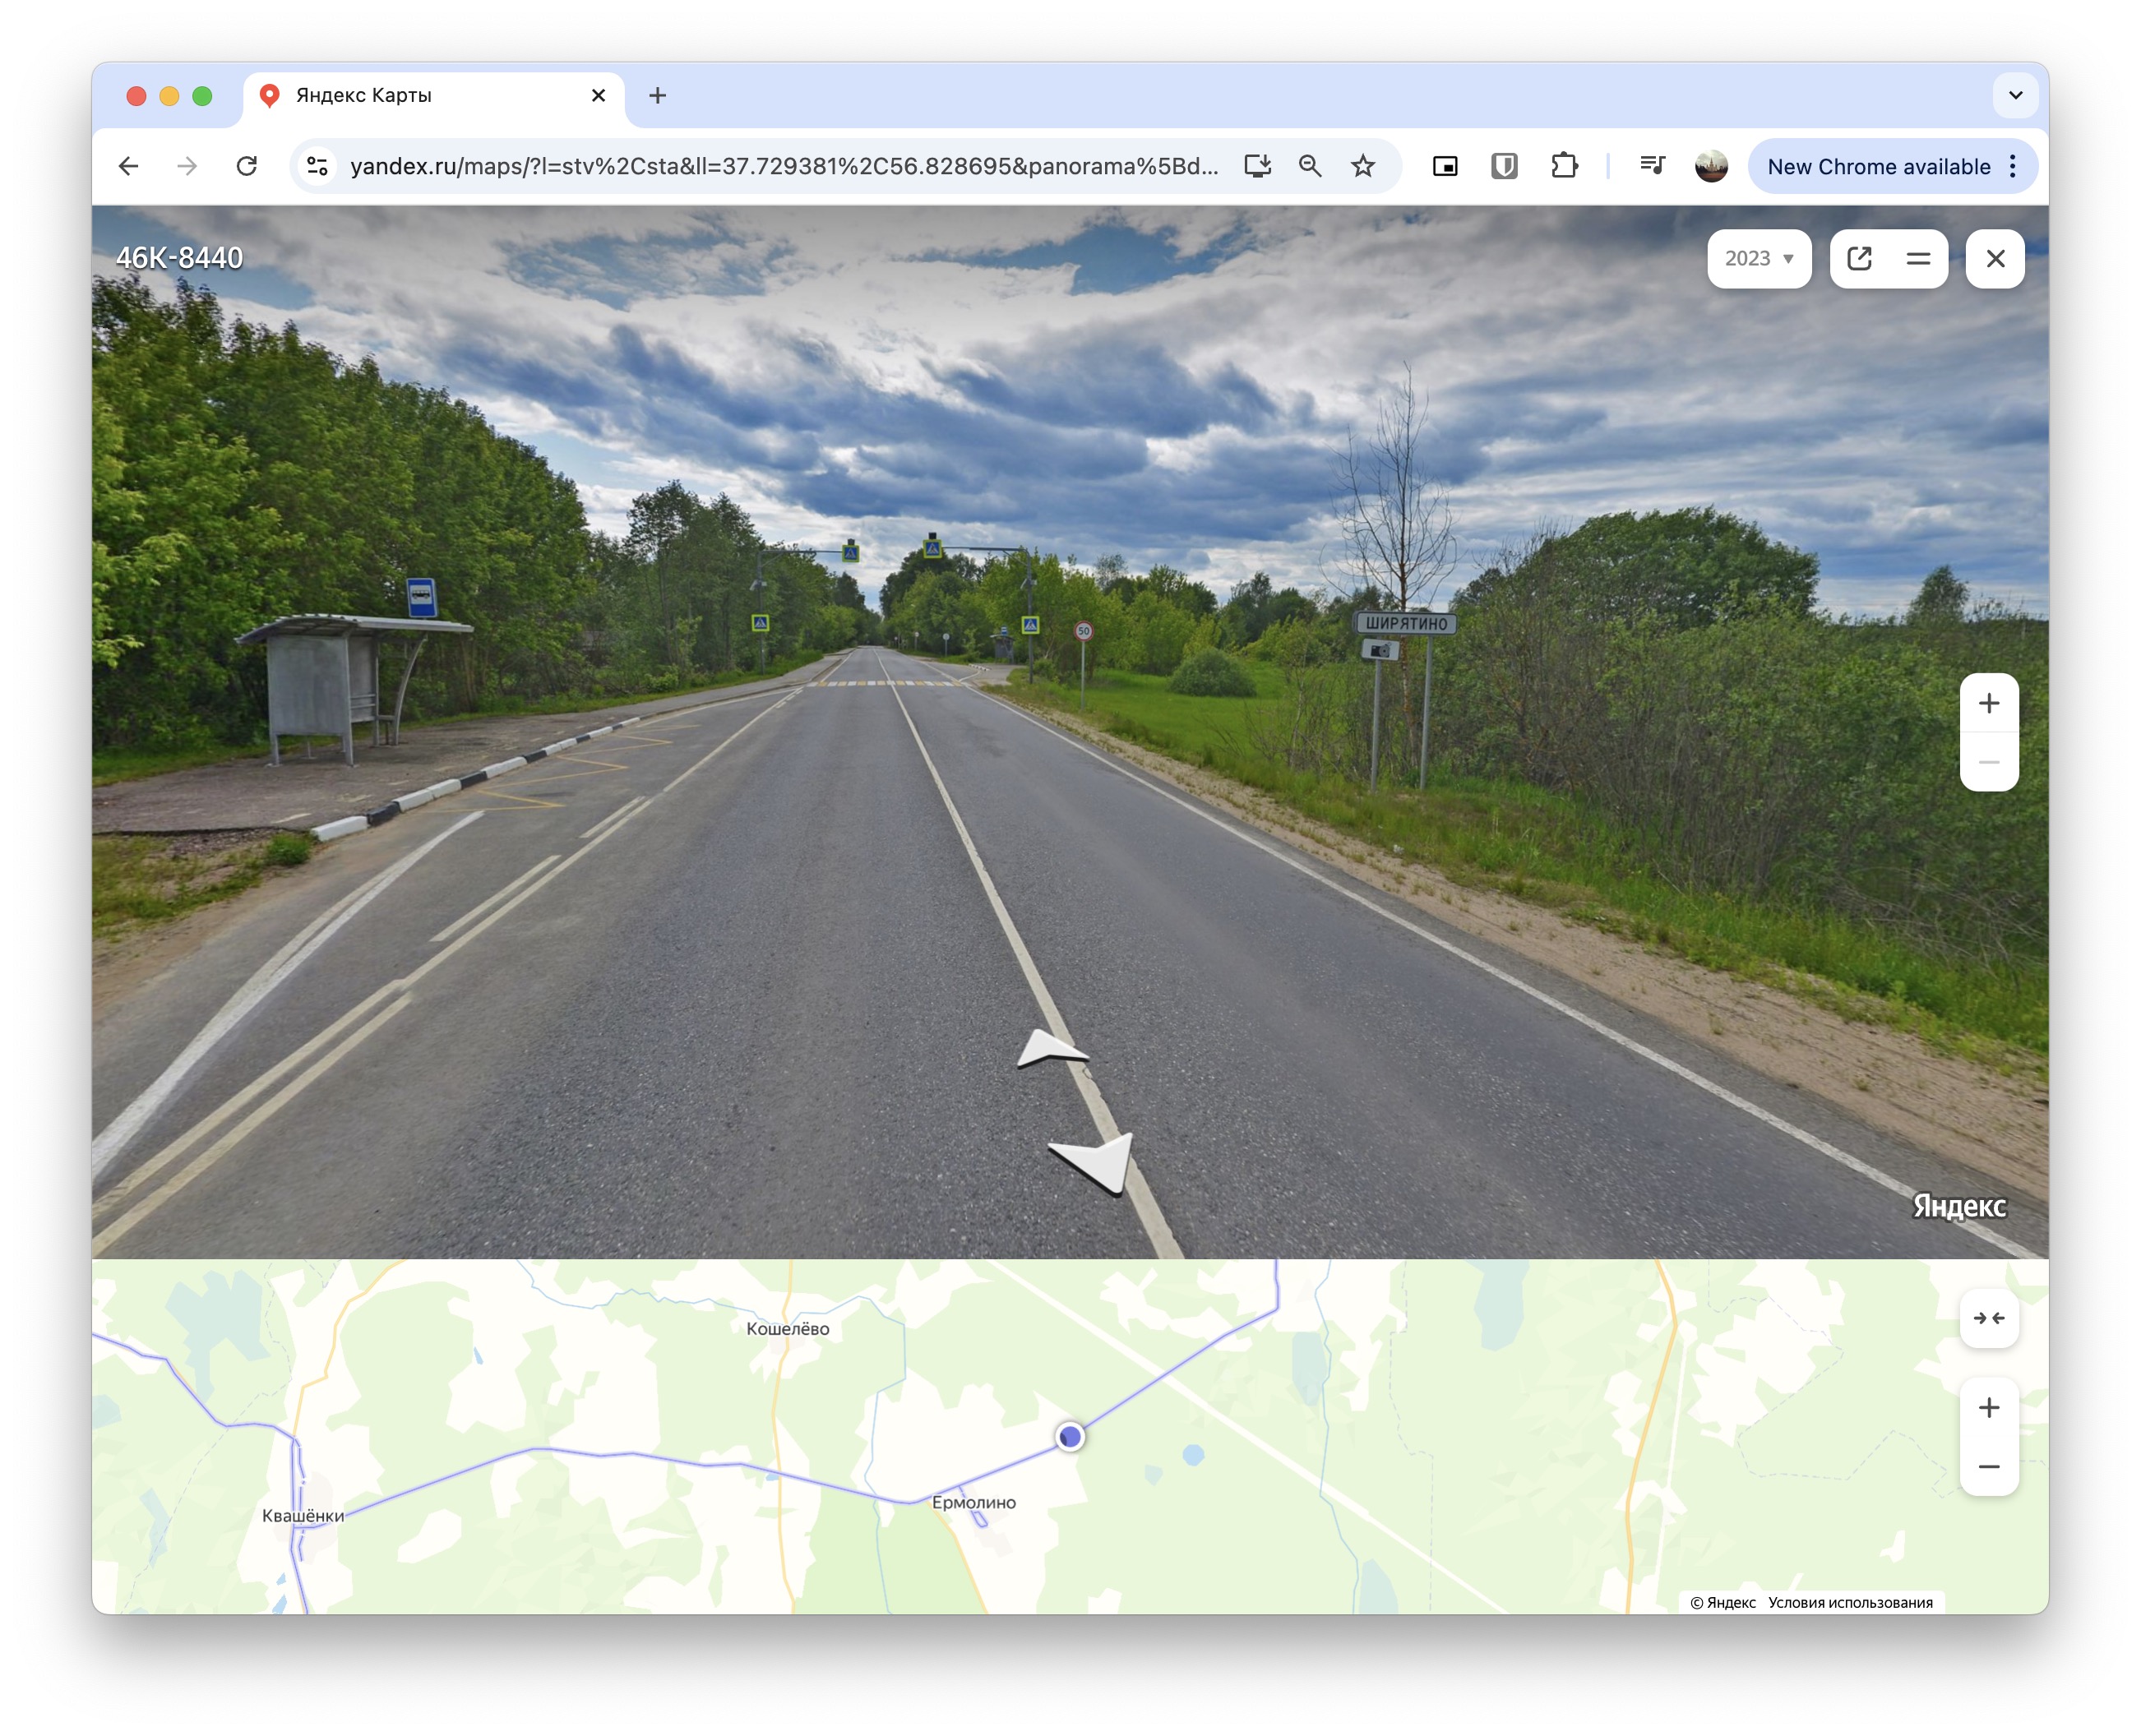 Яндекс Карты
yandex.ru/maps/?l=stv%2Csta&ll=37.729381%2C56.828695&panorama%5Bd...
New Chrome available
46К-8440
2023
50
ШИРЯТИНО
Яндекс
Кошелёво
Квашёнки
Ермолино
© Яндекс Условия использования